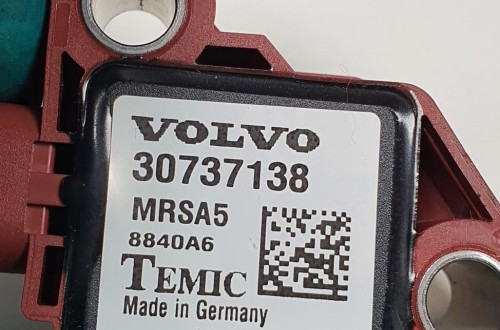 VOLVO
30737138
MRSA5
8840A6
TEMIC
Made in Germany